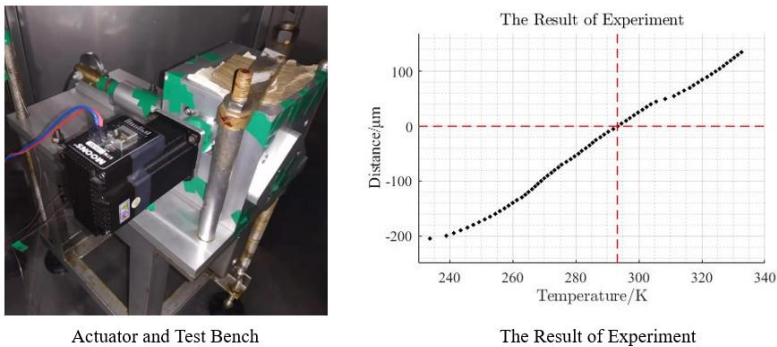 MOONS'
The Result of Experiment
Distance/μm
100
0
-100
-200
240
260
280
300
320
340
Temperature/K
Actuator and Test Bench
The Result of Experiment